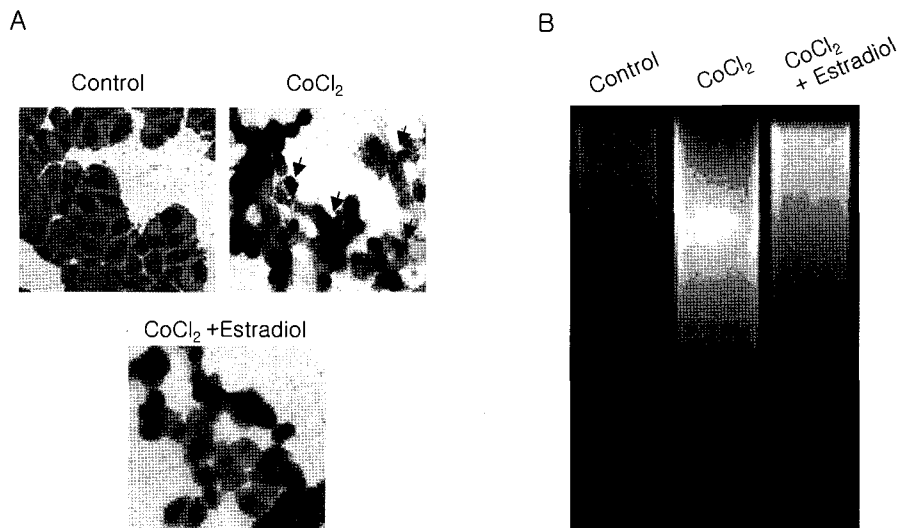 A
Control
CoCl₂
CoCl₂ +Estradiol
B
Control
CoCl₂
CoCl₂
+ Estradiol